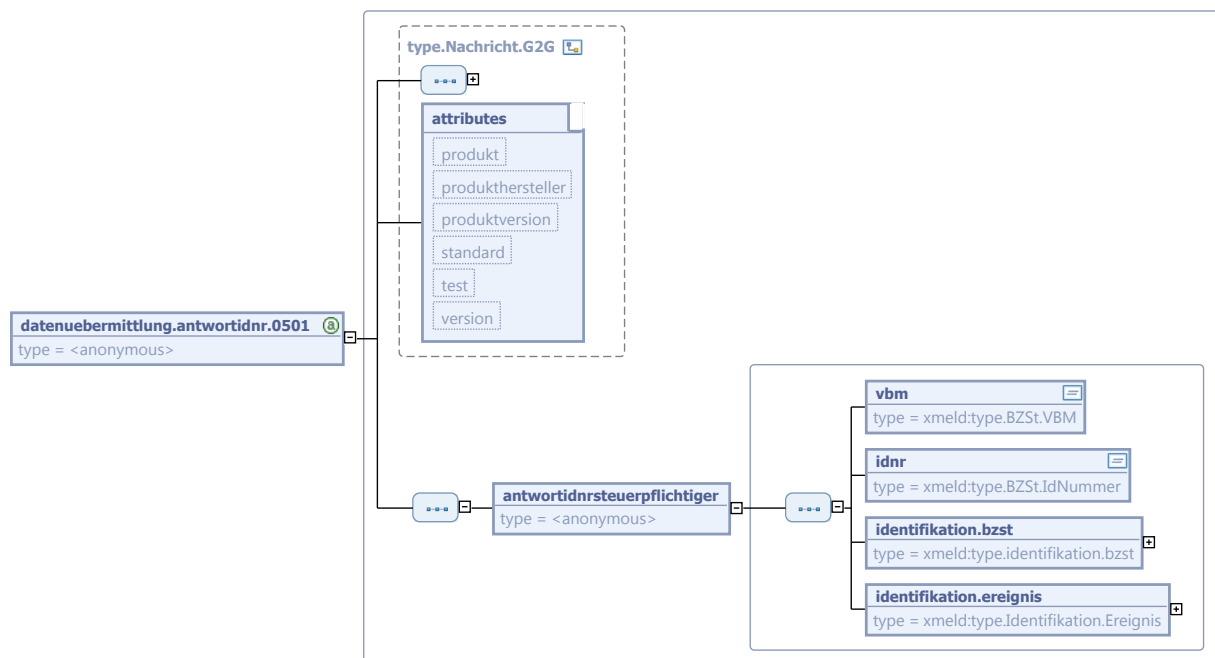 type.Nachricht.G2G
attributes
produkt
produkthersteller
produktversion
standard
test
version
datenuebermittlung.antwortidnr.0501
type = <anonymous>
antwortidnrsteuerpflichtiger
type = <anonymous>
vbm
type = xmeld:type.BZSt.VBM
idnr
type = xmeld:type.BZSt.IdNummer
identifikation.bzst
type = xmeld:type.identifikation.bzst
identifikation.ereignis
type = xmeld:type.Identifikation.Ereignis